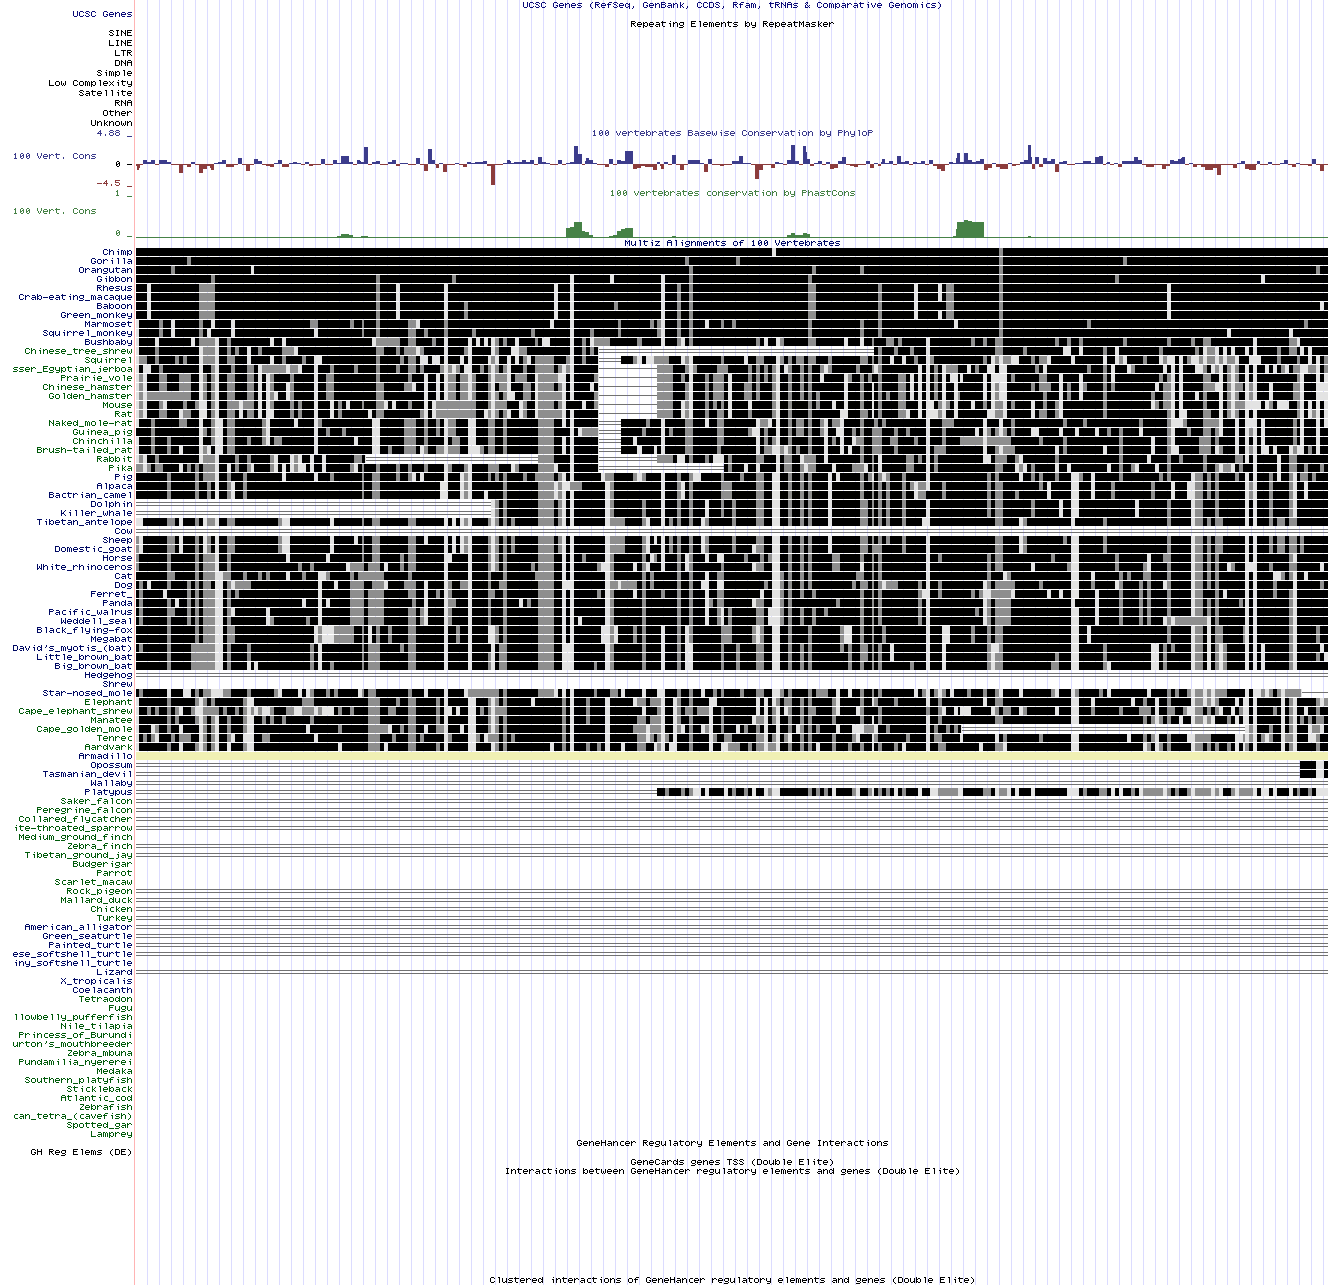 UCSC Genes (RefSeq, GenBank, CCDS, Rfam, tRNAs & Comparative Genomics)
UCSC Genes
Repeating Elements by RepeatMasker
SINE
LINE
LTR
DNA
Simple
Low Complexity
Satellite
RNA
Other
Unknown
100 vertebrates Basewise Conservation by PhyloP
4.88 _
100 Vert. Cons
0 -
-4.5 _
100 vertebrates conservation by PhastCons
1 _
100 Vert. Cons
0 _
Multiz Alignments of 100 Vertebrates
Chimp
Gorilla
Orangutan
Gibbon
Rhesus
Crab-eating_macaque
Baboon
Green_monkey
Marmoset
Squirrel_monkey
Bushbaby
Chinese_tree_shrew
Squirrel
sser_Egyptian_jerboa
Prairie_vole
Chinese_hamster
Golden_hamster
Mouse
Rat
Naked_mole-rat
Guinea_pig
Chinchilla
Brush-tailed_rat
Rabbit
Pika
Pig
Alpaca
Bactrian_camel
Dolphin
Killer_whale
Tibetan_antelope
Cow
Sheep
Domestic_goat
Horse
White_rhinoceros
Cat
Dog
Ferret_
Panda
Pacific_walrus
Weddell_seal
Black_flying-fox
Megabat
David's_myotis_(bat)
Little_brown_bat
Big_brown_bat
Hedgehog
Shrew
Star-nosed_mole
Elephant
Cape_elephant_shrew
Manatee
Cape_golden_mole
Tenrec
Aardvark
Armadillo
Opossum
Tasmanian_devil
Wallaby
Platypus
Saker_falcon
Peregrine_falcon
Collared_flycatcher
ite-throated_sparrow
Medium_ground_finch
Zebra_finch
Tibetan_ground_jay
Budgerigar
Parrot
Scarlet_macaw
Rock_pigeon
Mallard_duck
Chicken
Turkey
American_alligator
Green_seaturtle
Painted_turtle
ese_softshell_turtle
iny_softshell_turtle
Lizard
X_tropicalis
Coelacanth
Tetraodon
Fugu
llowbelly_pufferfish
Nile_tilapia
Princess_of_Burundi
urton's_mouthbreeder
Zebra_mbuna
Pundamilia_nyererei
Medaka
Southern_platyfish
Stickleback
Atlantic_cod
Zebrafish
can_tetra_(cavefish)
Spotted_gar
Lamprey
GeneHancer Regulatory Elements and Gene Interactions
GH Reg Elems (DE)
GeneCards genes TSS (Double Elite)
Interactions between GeneHancer regulatory elements and genes (Double Elite)
Clustered interactions of GeneHancer regulatory elements and genes (Double Elite)